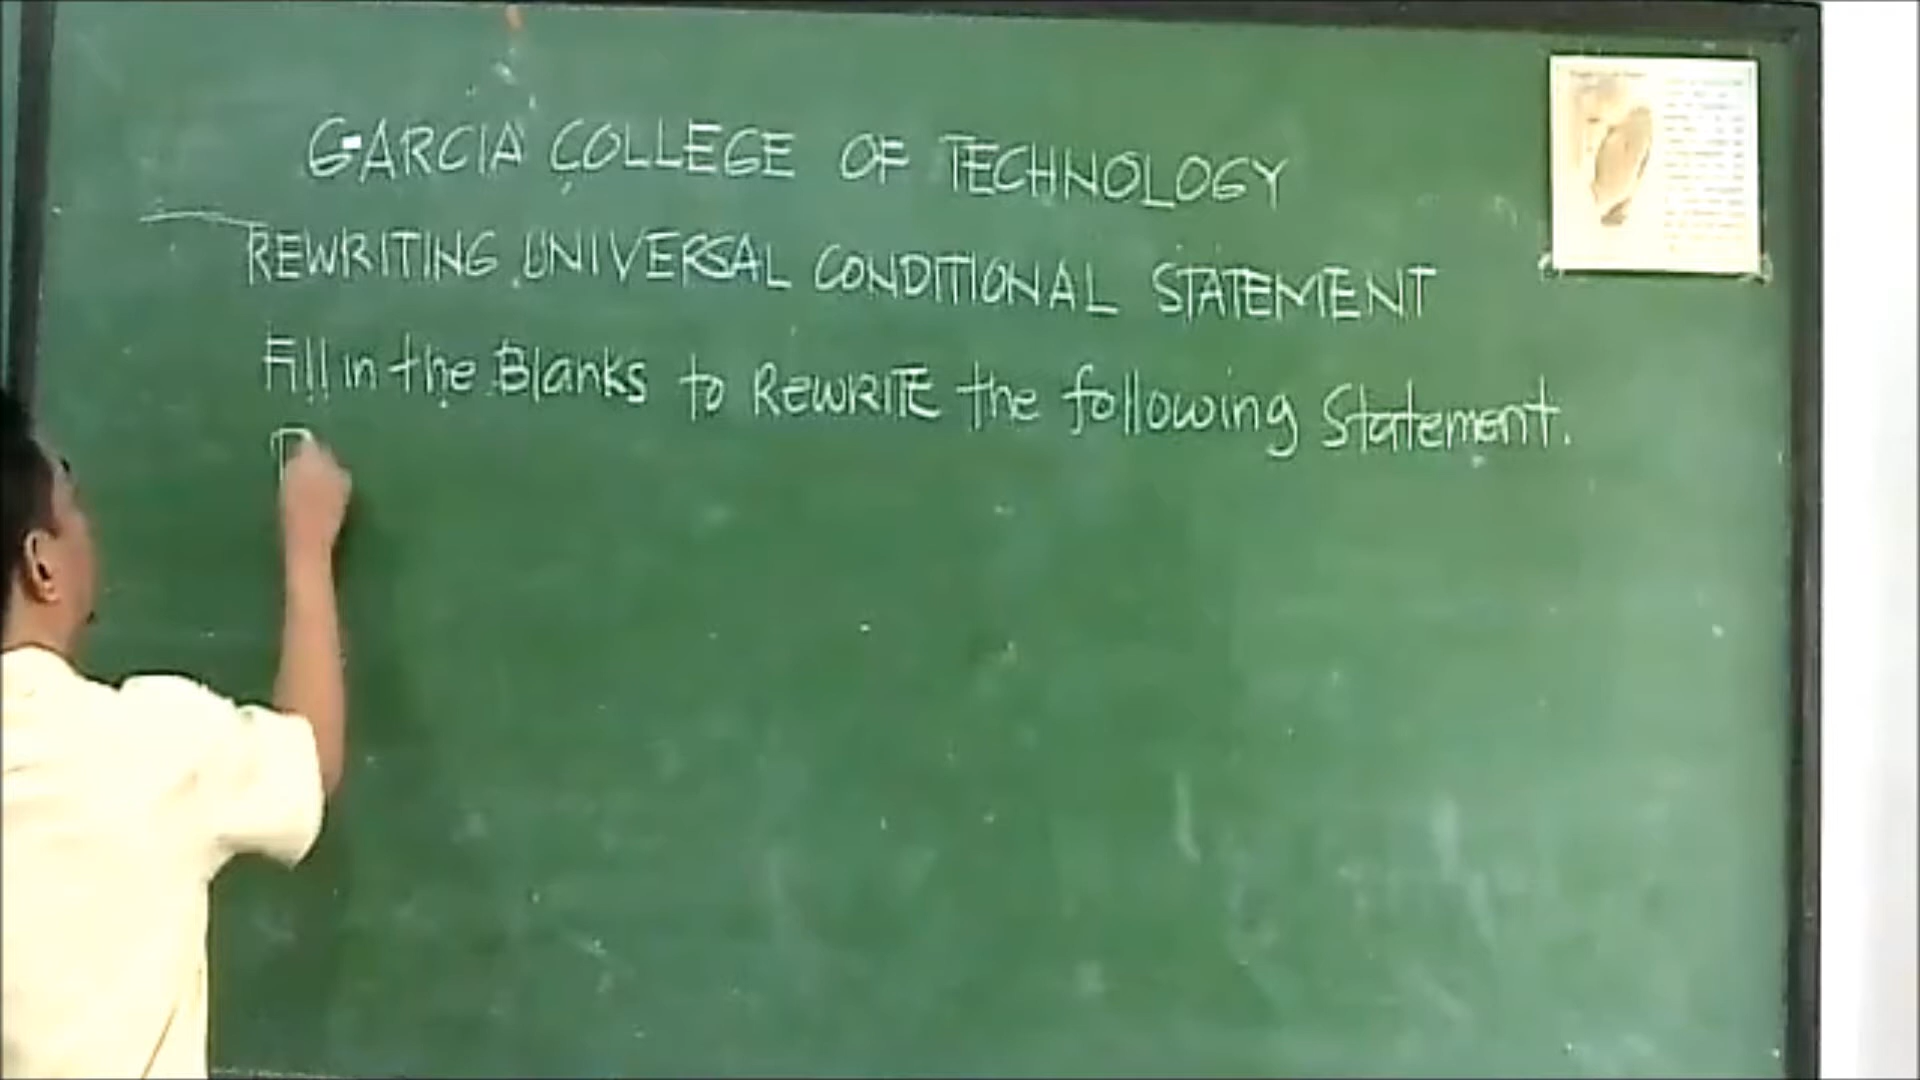 GARCIA COLLEGE OF TECHNOLOGY
REWRITING UNIVERSAL CONDITIONAL STATEMENT
Fill in the Blanks to REWRITE the following Statement.